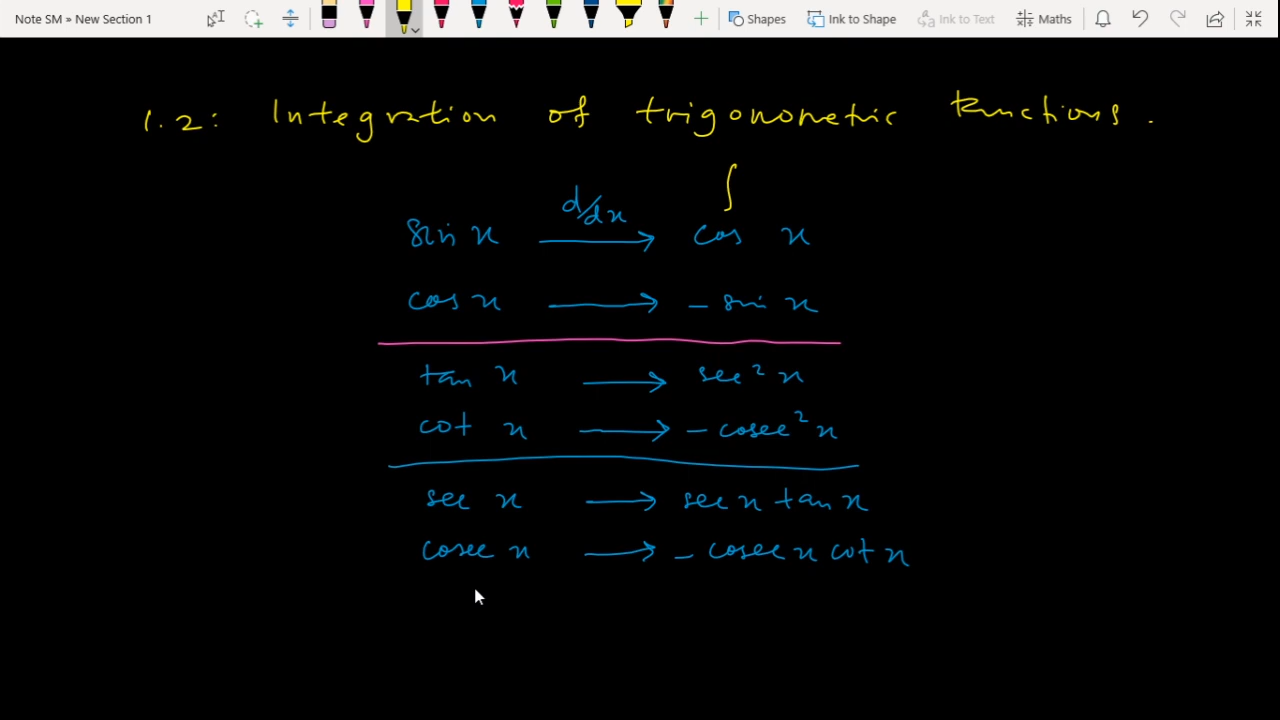 Note SM » New Section 1 Shapes Ink to Shape Ink to Text Maths
1.2: Integration of trigonometric functions.
d/dx ∫
sin x → cos x
cos x → - sin x
tan x → sec² x
cot x → - cosec² x
sec x → sec x tan x
cosec x → - cosec x cot x